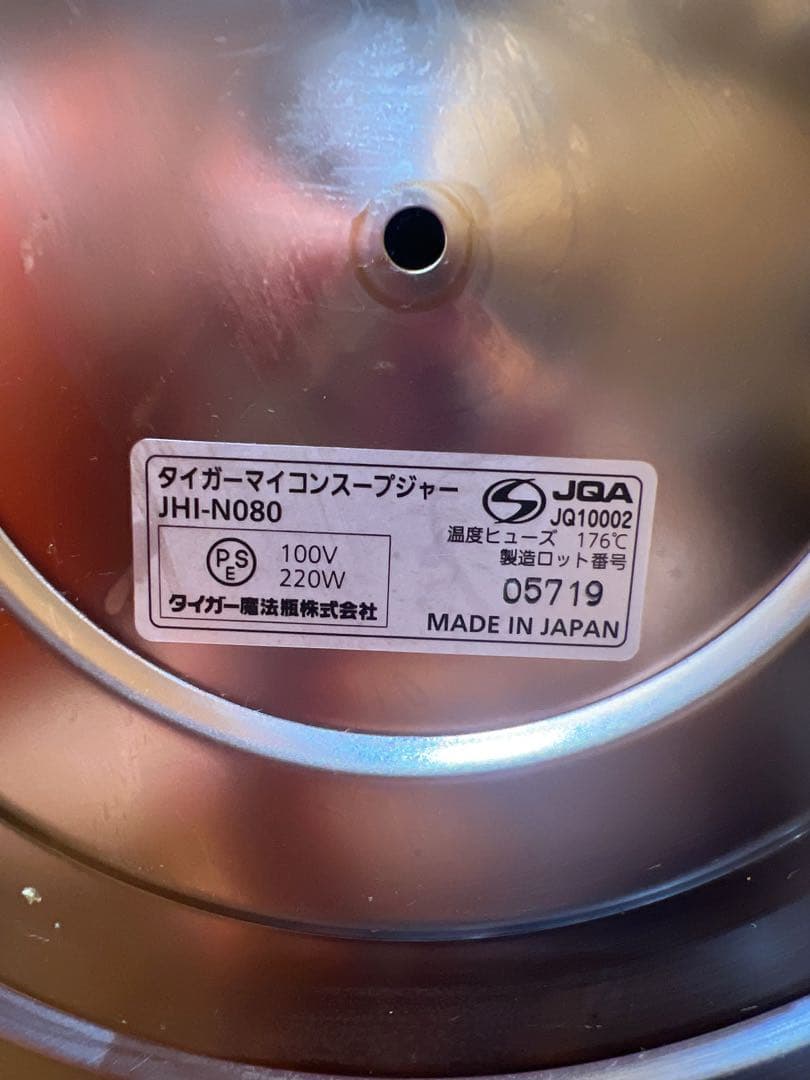 タイガーマイコンスープジャー
JHI-N080
PSE
100V
220W
タイガー魔法瓶株式会社
JQA
JQ10002
温度ヒューズ 176℃
製造ロット番号
05719
MADE IN JAPAN